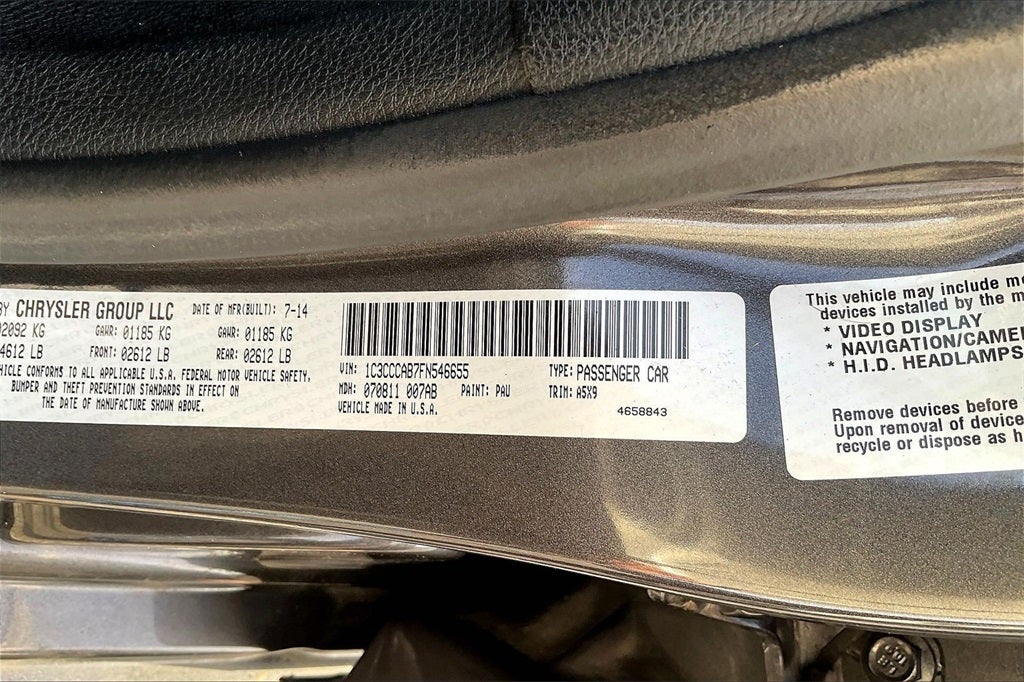 BY CHRYSLER GROUP LLC DATE OF MFR(BUILT): 7-14
02092 KG GAWR: 01185 KG GAWR: 01185 KG
4612 LB FRONT: 02612 LB REAR: 02612 LB
VEHICLE CONFORMS TO ALL APPLICABLE U.S.A. FEDERAL MOTOR VEHICLE SAFETY,
BUMPER AND THEFT PREVENTION STANDARDS IN EFFECT ON
THE DATE OF MANUFACTURE SHOWN ABOVE.
VIN: 1C3CCCAB7FN546655 TYPE: PASSENGER CAR
MDH: 070811 007AB PAINT: PAU TRIM: A5X9
VEHICLE MADE IN U.S.A. 4658843
This vehicle may include me
devices installed by the m
* VIDEO DISPLAY
* NAVIGATION/CAMER
* H.I.D. HEADLAMPS
Remove devices before
Upon removal of device
recycle or dispose as h